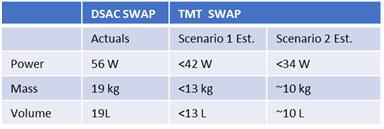 DSAC SWAP TMT SWAP
Actuals Scenario 1 Est. Scenario 2 Est.
Power 56 W <42 W <34 W
Mass 19 kg <13 kg ~10 kg
Volume 19L <13 L ~10 L